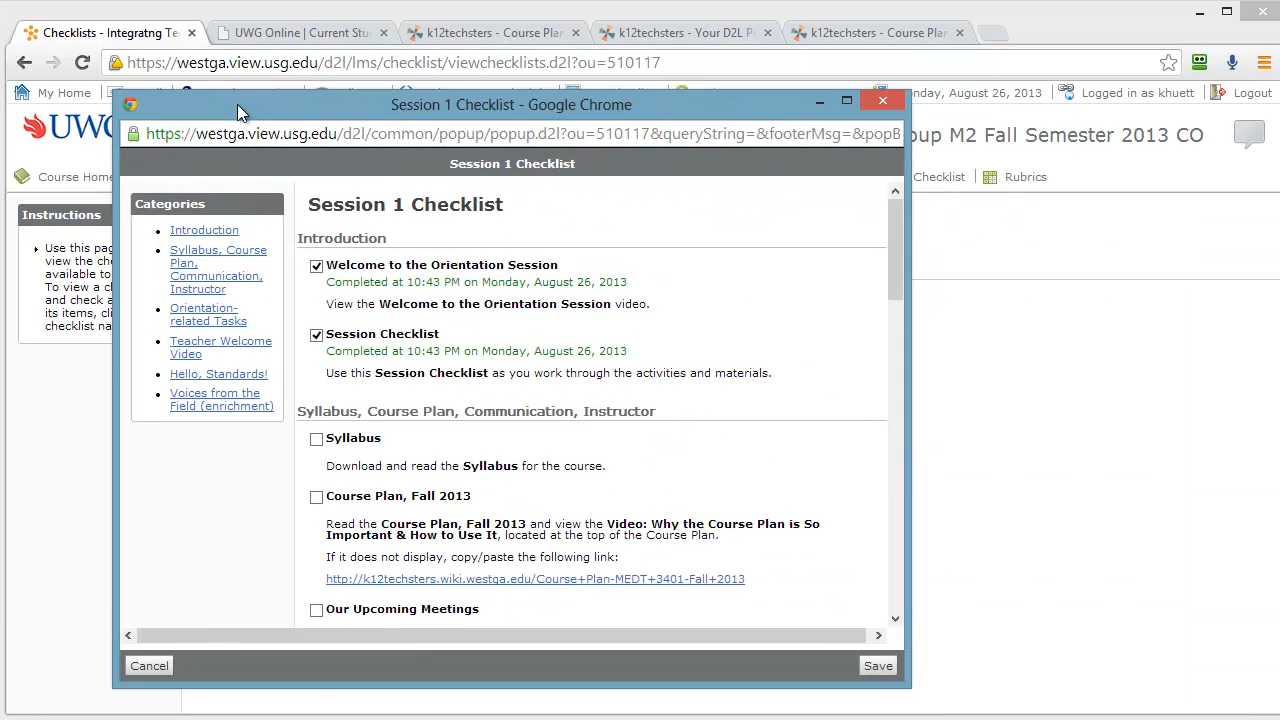 Checklists - Integratng Te
UWG Online | Current Stu
k12techsters - Course Plan
k12techsters - Your D2L P
k12techsters - Course Plan
https://westga.view.usg.edu/d2l/lms/checklist/viewchecklists.d2l?ou=510117
My Home
August 26, 2013
Logged in as khuett
Logout
UWG
oup M2 Fall Semester 2013 CO
Course Home
Checklist
Rubrics
Instructions
Use this page
view the che
available to
To view a ch
and check a
its items, clic
checklist nam
Session 1 Checklist - Google Chrome
https://westga.view.usg.edu/d2l/common/popup/popup.d2l?ou=510117&queryString=&footerMsg=&popB
Session 1 Checklist
Categories
Introduction
Syllabus, Course
Plan,
Communication,
Instructor
Orientation-
related Tasks
Teacher Welcome
Video
Hello, Standards!
Voices from the
Field (enrichment)
Session 1 Checklist
Introduction
Welcome to the Orientation Session
Completed at 10:43 PM on Monday, August 26, 2013
View the Welcome to the Orientation Session video.
Session Checklist
Completed at 10:43 PM on Monday, August 26, 2013
Use this Session Checklist as you work through the activities and materials.
Syllabus, Course Plan, Communication, Instructor
Syllabus
Download and read the Syllabus for the course.
Course Plan, Fall 2013
Read the Course Plan, Fall 2013 and view the Video: Why the Course Plan is So
Important & How to Use It, located at the top of the Course Plan.
If it does not display, copy/paste the following link:
http://k12techsters.wiki.westga.edu/Course+Plan-MEDT+3401-Fall+2013
Our Upcoming Meetings
Cancel
Save